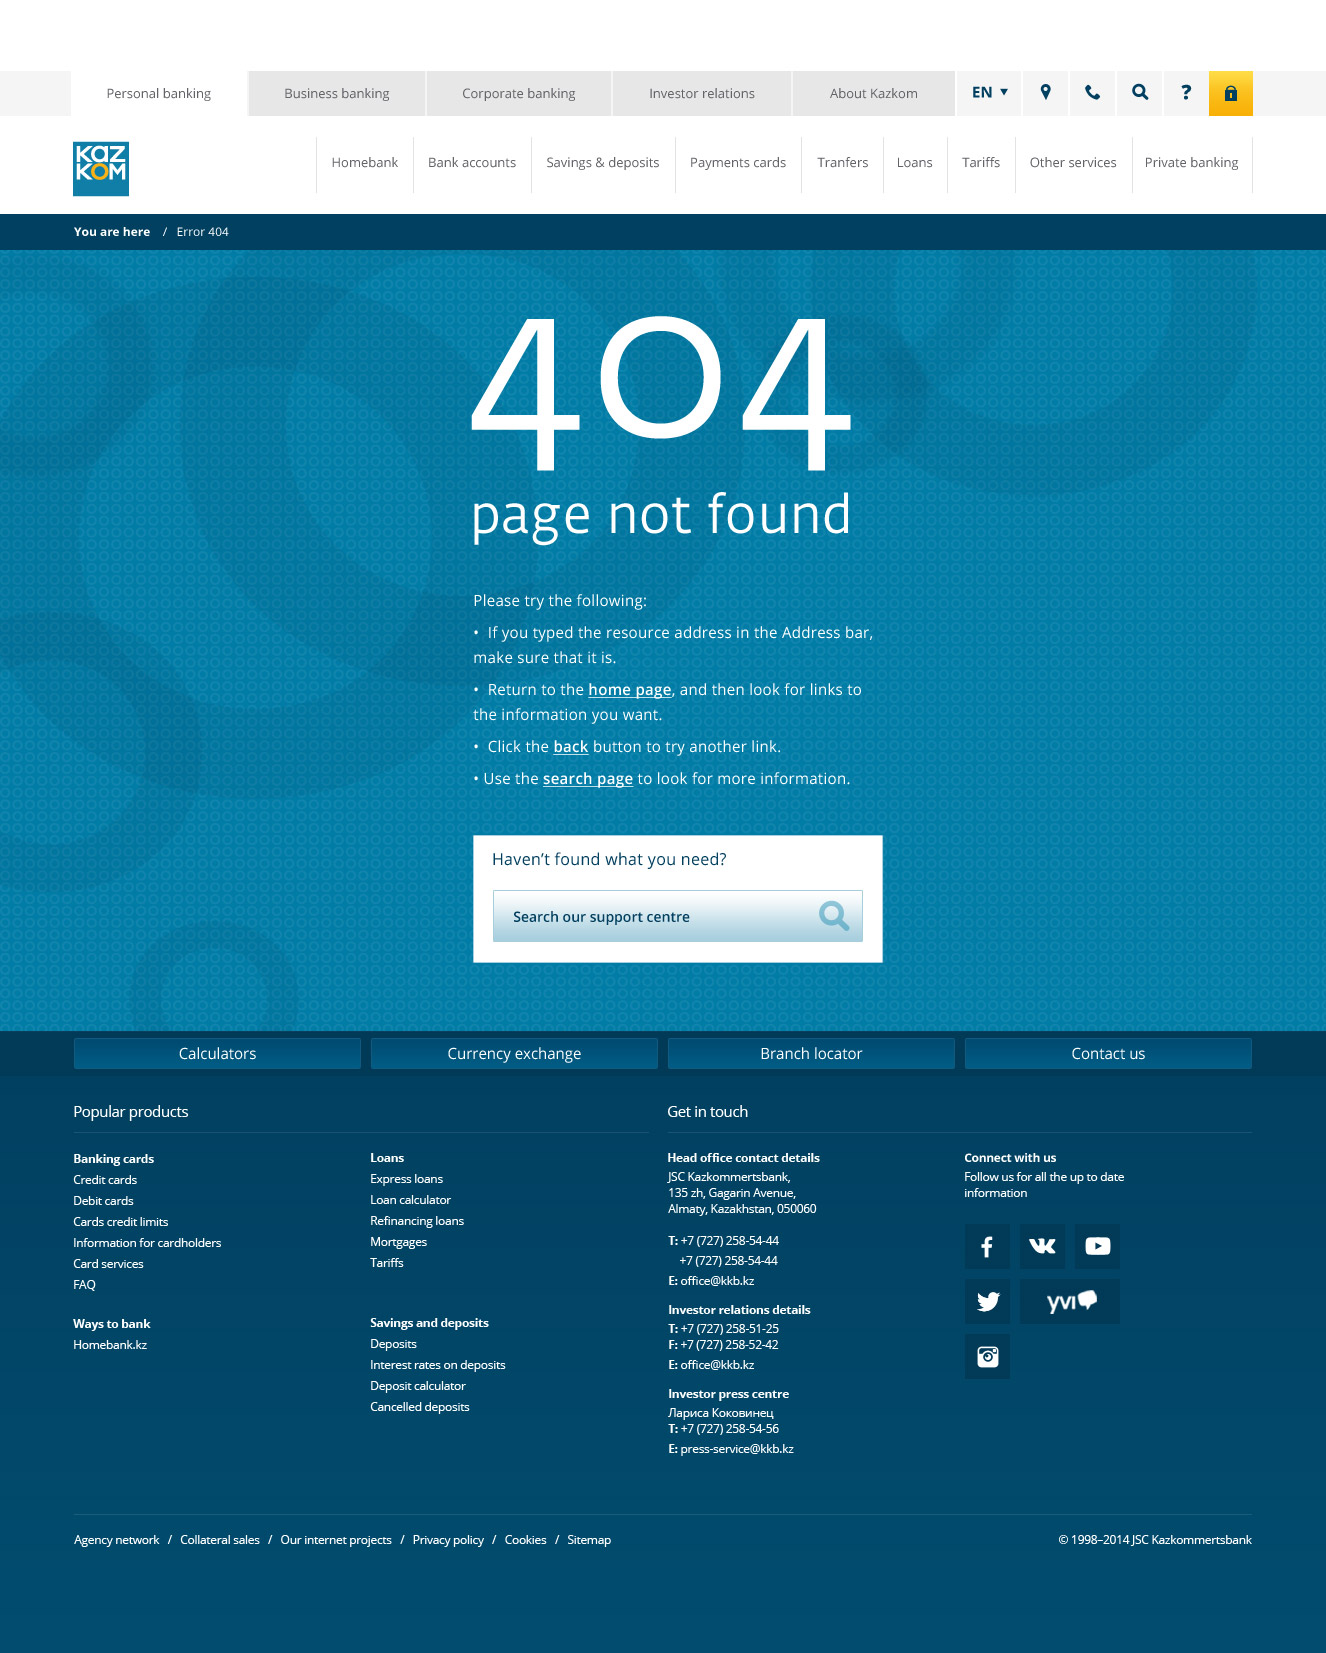 Personal banking
Business banking
Corporate banking
Investor relations
About Kazkom
EN
KAZ
KOM
Homebank
Bank accounts
Savings & deposits
Payments cards
Tranfers
Loans
Tariffs
Other services
Private banking
You are here / Error 404
404
page not found
Please try the following:
• If you typed the resource address in the Address bar,
make sure that it is.
• Return to the home page, and then look for links to
the information you want.
• Click the back button to try another link.
• Use the search page to look for more information.
Haven’t found what you need?
Search our support centre
Calculators
Currency exchange
Branch locator
Contact us
Popular products
Banking cards
Credit cards
Debit cards
Cards credit limits
Information for cardholders
Card services
FAQ
Ways to bank
Homebank.kz
Loans
Express loans
Loan calculator
Refinancing loans
Mortgages
Tariffs
Savings and deposits
Deposits
Interest rates on deposits
Deposit calculator
Cancelled deposits
Get in touch
Head office contact details
JSC Kazkommertsbank,
135 zh, Gagarin Avenue,
Almaty, Kazakhstan, 050060
T: +7 (727) 258-54-44
+7 (727) 258-54-44
E: office@kkb.kz
Investor relations details
T: +7 (727) 258-51-25
F: +7 (727) 258-52-42
E: office@kkb.kz
Investor press centre
Лариса Коковинец
T: +7 (727) 258-54-56
E: press-service@kkb.kz
Connect with us
Follow us for all the up to date
information
yvi
Agency network / Collateral sales / Our internet projects / Privacy policy / Cookies / Sitemap
© 1998–2014 JSC Kazkommertsbank